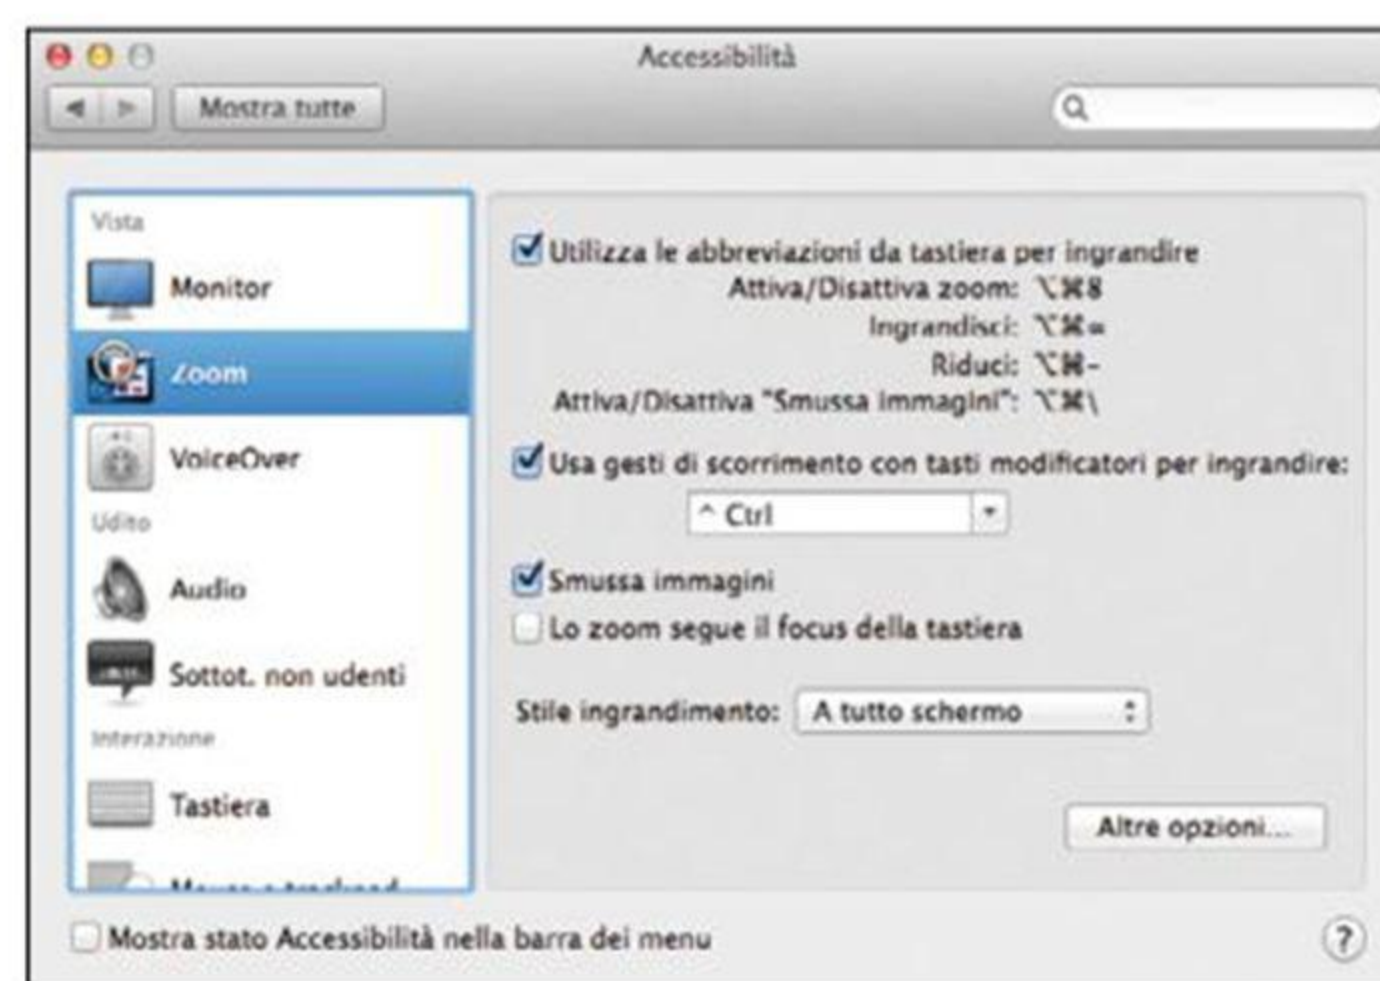 Accessibilità
Mostra tutte
Vista
Monitor
Zoom
VoiceOver
Udito
Audio
Sottot. non udenti
Interazione
Tastiera
Mouse e trackpad
Utilizza le abbreviazioni da tastiera per ingrandire
Attiva/Disattiva zoom: ⌥⌘8
Ingrandisci: ⌥⌘=
Riduci: ⌥⌘-
Attiva/Disattiva "Smussa immagini": ⌥⌘\
Usa gesti di scorrimento con tasti modificatori per ingrandire:
^ Ctrl
Smussa immagini
Lo zoom segue il focus della tastiera
Stile ingrandimento: A tutto schermo
Altre opzioni...
Mostra stato Accessibilità nella barra dei menu
?